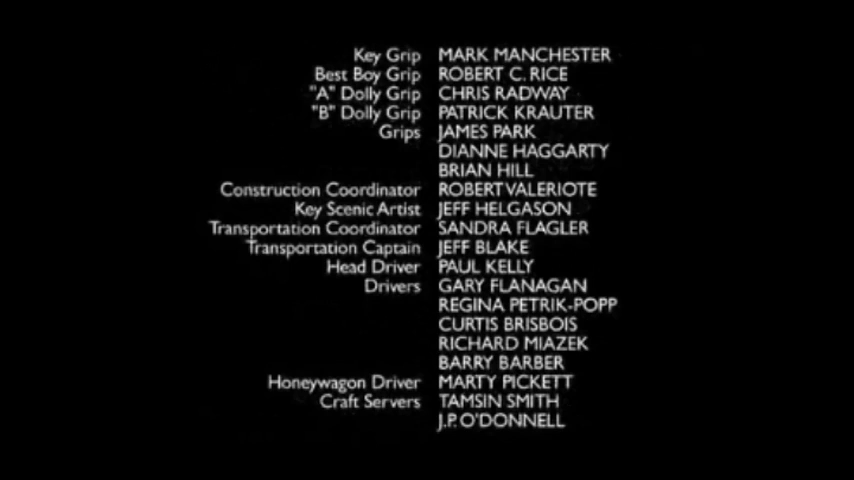 Key Grip MARK MANCHESTER
Best Boy Grip ROBERT C. RICE
"A" Dolly Grip CHRIS RADWAY
"B" Dolly Grip PATRICK KRAUTER
Grips JAMES PARK
DIANNE HAGGARTY
BRIAN HILL
Construction Coordinator ROBERT VALERIOTE
Key Scenic Artist JEFF HELGASON
Transportation Coordinator SANDRA FLAGLER
Transportation Captain JEFF BLAKE
Head Driver PAUL KELLY
Drivers GARY FLANAGAN
REGINA PETRIK-POPP
CURTIS BRISBOIS
RICHARD MIAZEK
BARRY BARBER
Honeywagon Driver MARTY PICKETT
Craft Servers TAMSIN SMITH
J.P. O'DONNELL